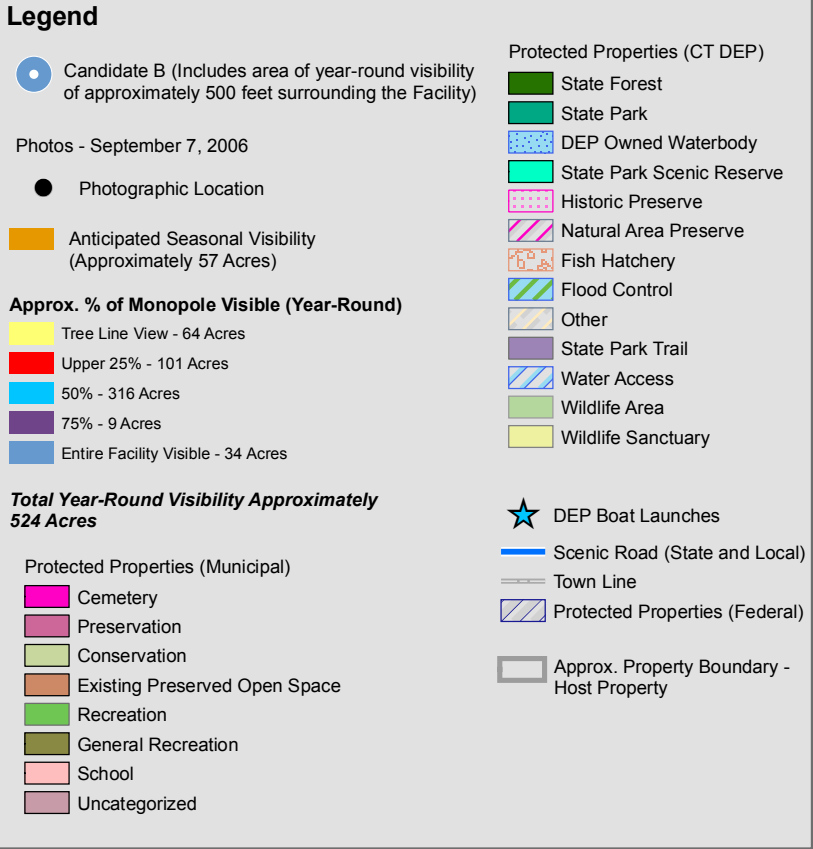 Legend
Candidate B (Includes area of year-round visibility
of approximately 500 feet surrounding the Facility)
Photos - September 7, 2006
Photographic Location
Anticipated Seasonal Visibility
(Approximately 57 Acres)
Approx. % of Monopole Visible (Year-Round)
Tree Line View - 64 Acres
Upper 25% - 101 Acres
50% - 316 Acres
75% - 9 Acres
Entire Facility Visible - 34 Acres
Total Year-Round Visibility Approximately
524 Acres
Protected Properties (Municipal)
Cemetery
Preservation
Conservation
Existing Preserved Open Space
Recreation
General Recreation
School
Uncategorized
Protected Properties (CT DEP)
State Forest
State Park
DEP Owned Waterbody
State Park Scenic Reserve
Historic Preserve
Natural Area Preserve
Fish Hatchery
Flood Control
Other
State Park Trail
Water Access
Wildlife Area
Wildlife Sanctuary
DEP Boat Launches
Scenic Road (State and Local)
Town Line
Protected Properties (Federal)
Approx. Property Boundary -
Host Property